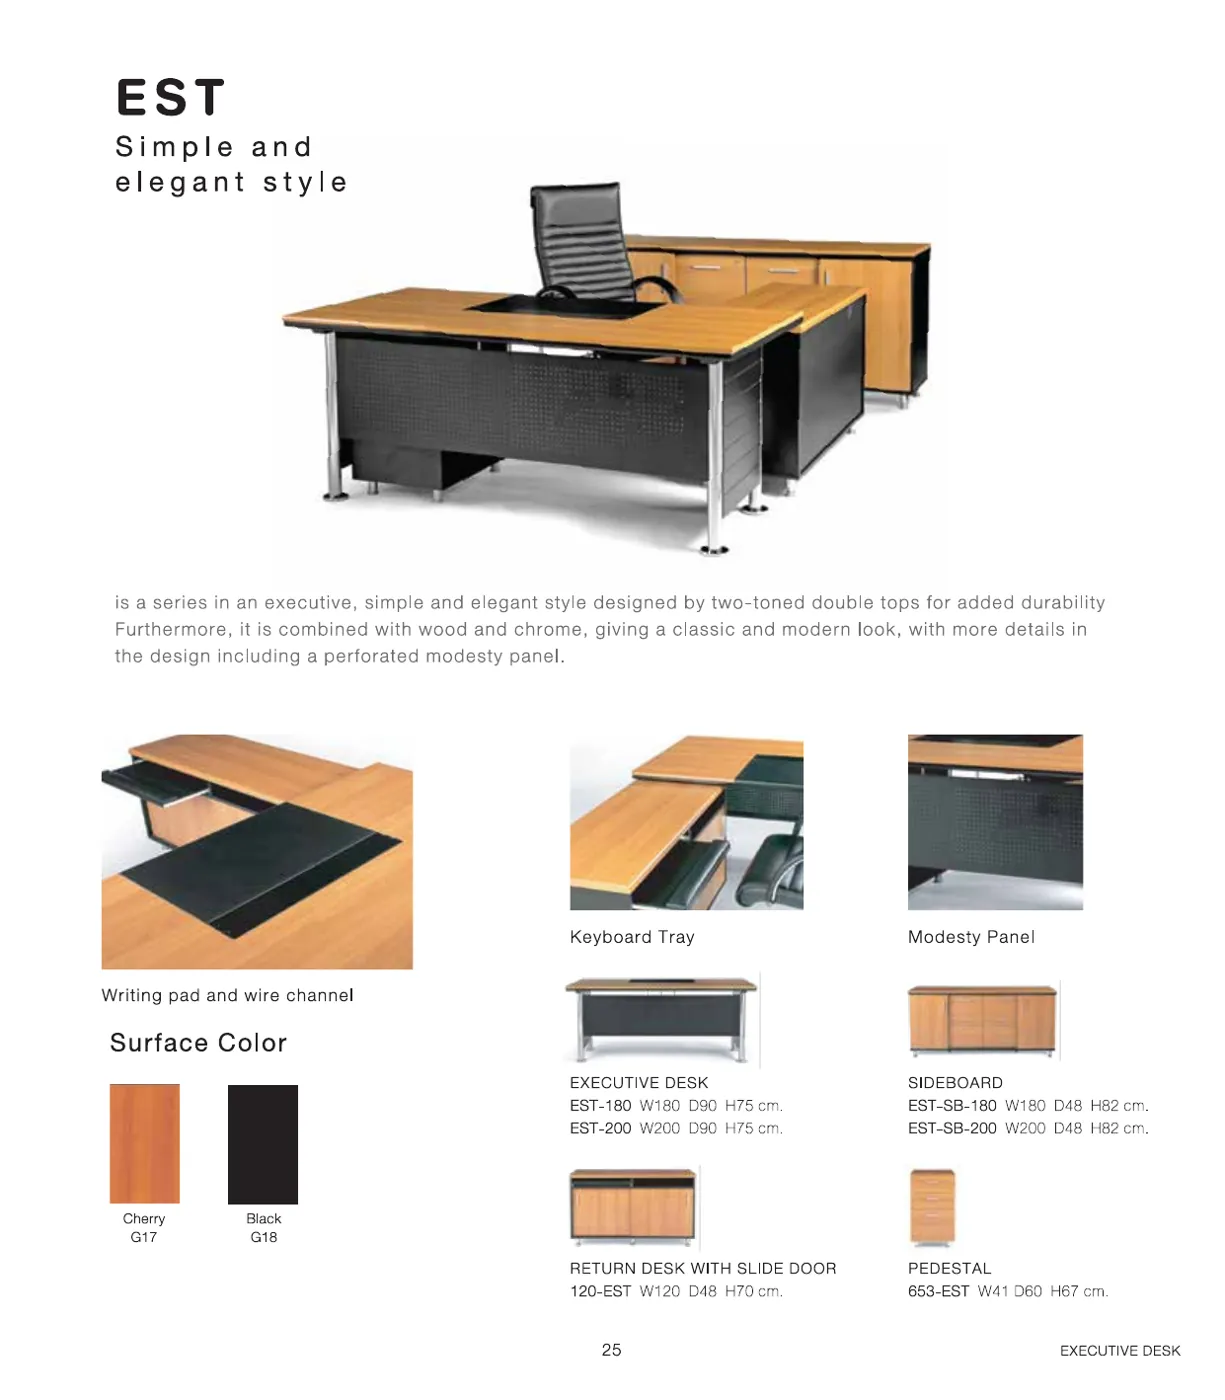 EST
Simple and
elegant style
is a series in an executive, simple and elegant style designed by two-toned double tops for added durability
Furthermore, it is combined with wood and chrome, giving a classic and modern look, with more details in
the design including a perforated modesty panel.
Writing pad and wire channel
Keyboard Tray
Modesty Panel
Surface Color
Cherry
G17
Black
G18
EXECUTIVE DESK
EST-180 W180 D90 H75 cm.
EST-200 W200 D90 H75 cm.
SIDEBOARD
EST-SB-180 W180 D48 H82 cm.
EST-SB-200 W200 D48 H82 cm.
RETURN DESK WITH SLIDE DOOR
120-EST W120 D48 H70 cm.
PEDESTAL
653-EST W41 D60 H67 cm.
25
EXECUTIVE DESK